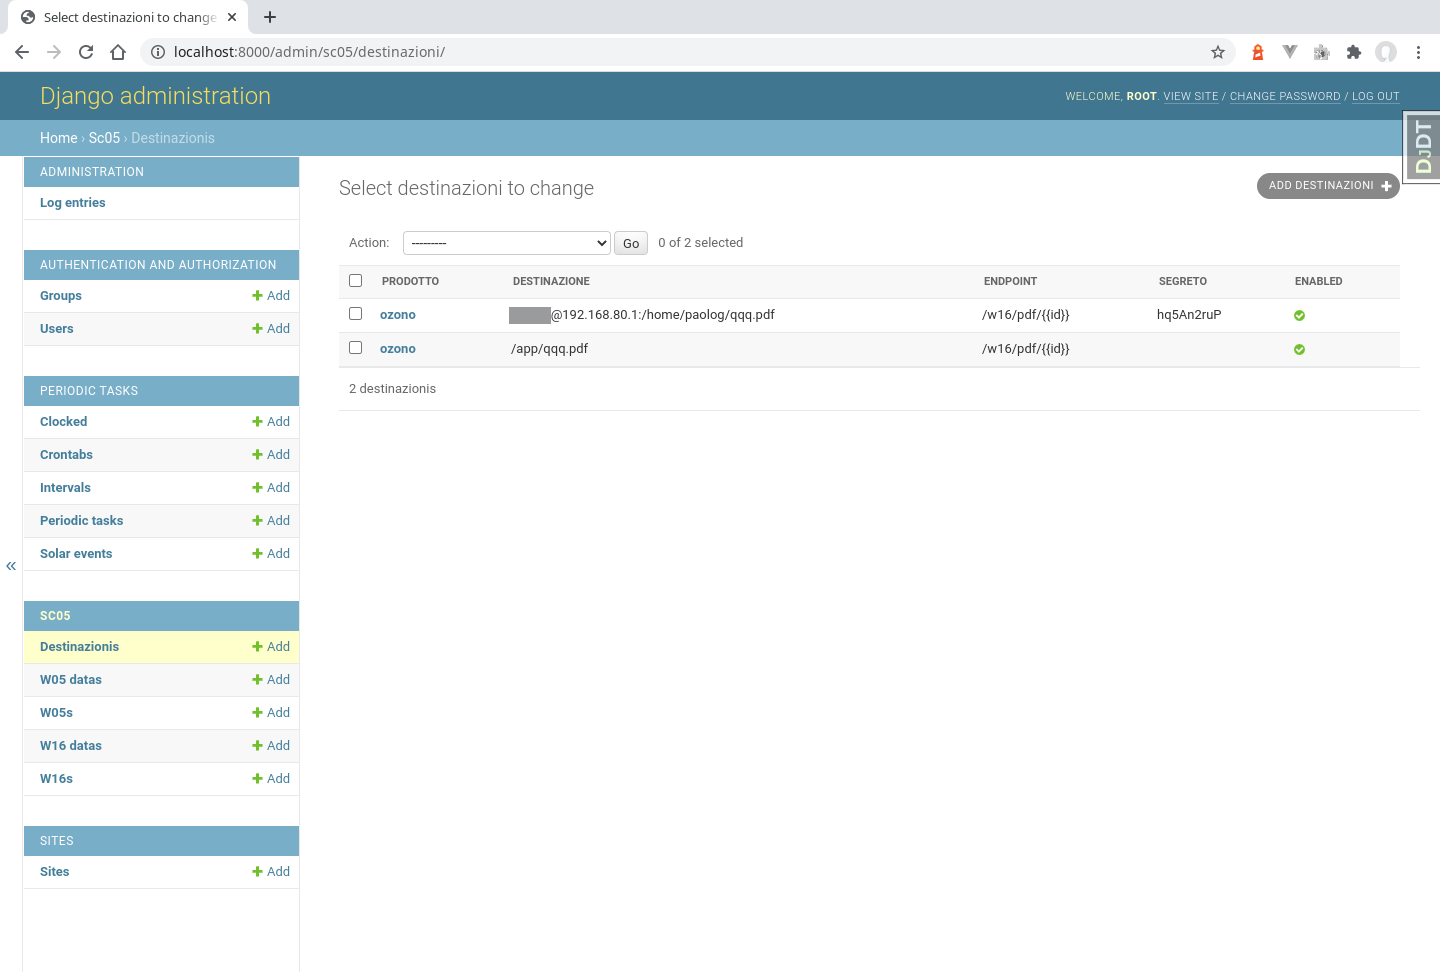 Select destinazioni to change
localhost:8000/admin/sc05/destinazioni/
Django administration
WELCOME, ROOT. VIEW SITE / CHANGE PASSWORD / LOG OUT
Home › Sc05 › Destinazionis
DJDT
ADMINISTRATION
Log entries
AUTHENTICATION AND AUTHORIZATION
Groups Add
Users Add
PERIODIC TASKS
Clocked Add
Crontabs Add
Intervals Add
Periodic tasks Add
Solar events Add
«
SC05
Destinazionis Add
W05 datas Add
W05s Add
W16 datas Add
W16s Add
SITES
Sites Add
Select destinazioni to change
ADD DESTINAZIONI
Action: --------- Go 0 of 2 selected
PRODOTTO DESTINAZIONE ENDPOINT SEGRETO ENABLED
ozono @192.168.80.1:/home/paolog/qqq.pdf /w16/pdf/{{id}} hq5An2ruP
ozono /app/qqq.pdf /w16/pdf/{{id}}
2 destinazionis